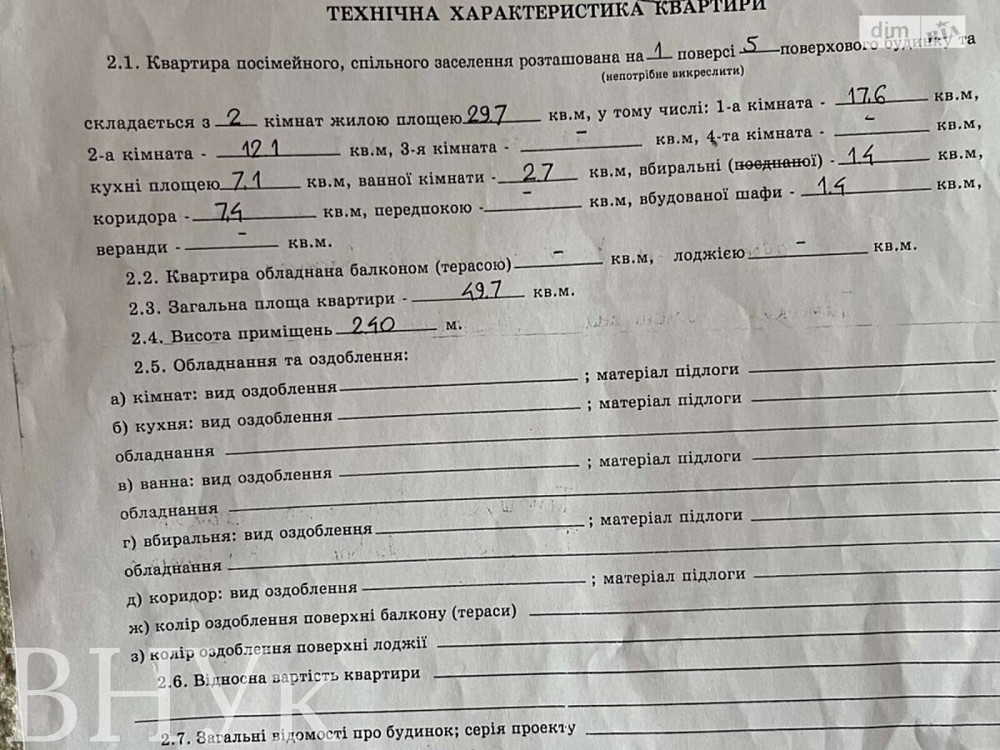 ТЕХНІЧНА ХАРАКТЕРИСТИКА КВАРТИРИ
dim RIA
2.1. Квартира посімейного, спільного заселення розташована на 1 поверсі 5 -поверхового будинку та
(непотрібне викреслити)
складається з 2 кімнат жилою площею 29.7 кв.м, у тому числі: 1-а кімната - 17.6 кв.м,
2-а кімната - 12.1 кв.м, 3-я кімната - – кв.м, 4-та кімната - – кв.м,
кухні площею 7.1 кв.м, ванної кімнати - 2.7 кв.м, вбиральні (поєднаної) - 1.4 кв.м,
коридора - 7.4 кв.м, передпокою - – кв.м, вбудованої шафи - 1.4 кв.м,
веранди - – кв.м.
2.2. Квартира обладнана балконом (терасою) – кв.м, лоджією – кв.м.
2.3. Загальна площа квартири - 49.7 кв.м.
2.4. Висота приміщень 2.40 м.
2.5. Обладнання та оздоблення:
а) кімнат: вид оздоблення ; матеріал підлоги
б) кухня: вид оздоблення ; матеріал підлоги
обладнання
в) ванна: вид оздоблення ; матеріал підлоги
обладнання
г) вбиральня: вид оздоблення ; матеріал підлоги
обладнання
д) коридор: вид оздоблення ; матеріал підлоги
ж) колір оздоблення поверхні балкону (тераси)
з) колір оздоблення поверхні лоджії
2.6. Відносна вартість квартири
2.7. Загальні відомості про будинок; серія проекту
ВНУК